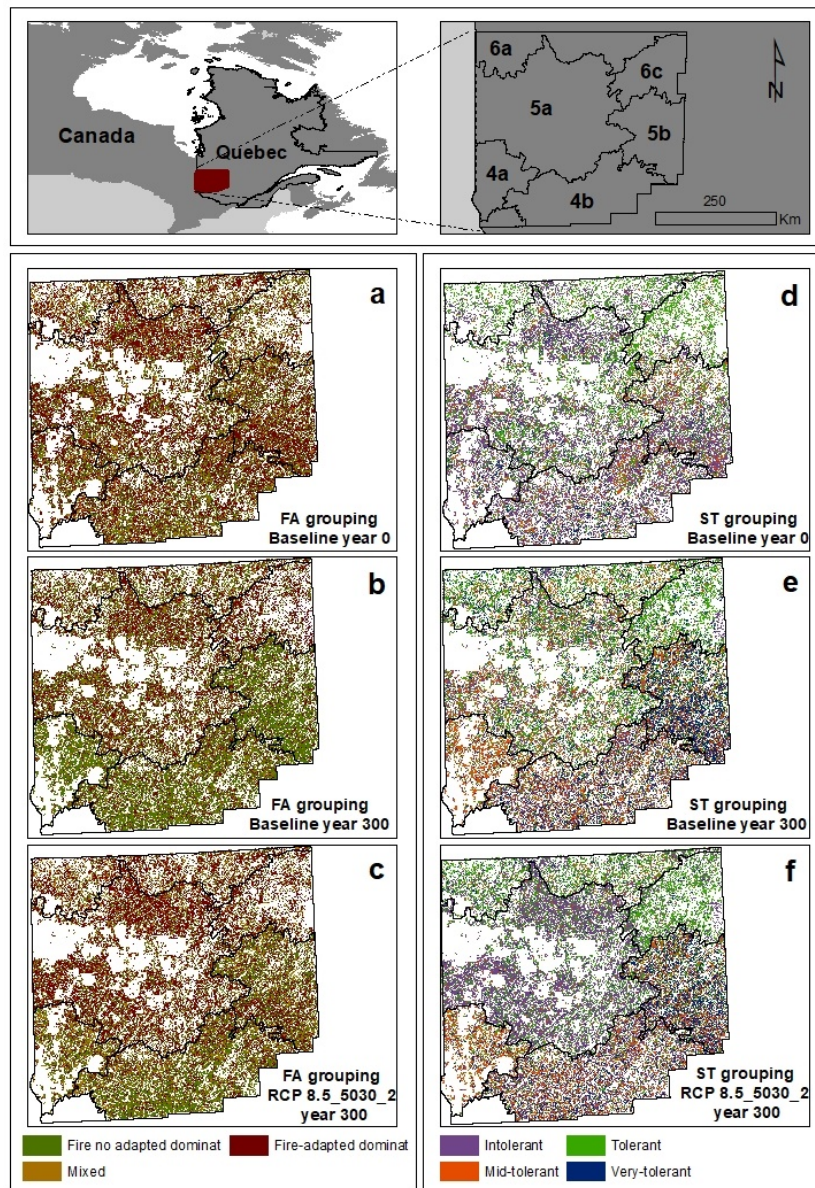 Canada
Quebec
6a
6c
5a
5b
4a
4b
N
250
Km
a
FA grouping
Baseline year 0
b
FA grouping
Baseline year 300
c
FA grouping
RCP 8.5_5030_2
year 300
Fire no adapted dominat
Fire-adapted dominat
Mixed
d
ST grouping
Baseline year 0
e
ST grouping
Baseline year 300
f
ST grouping
RCP 8.5_5030_2
year 300
Intolerant
Tolerant
Mid-tolerant
Very-tolerant